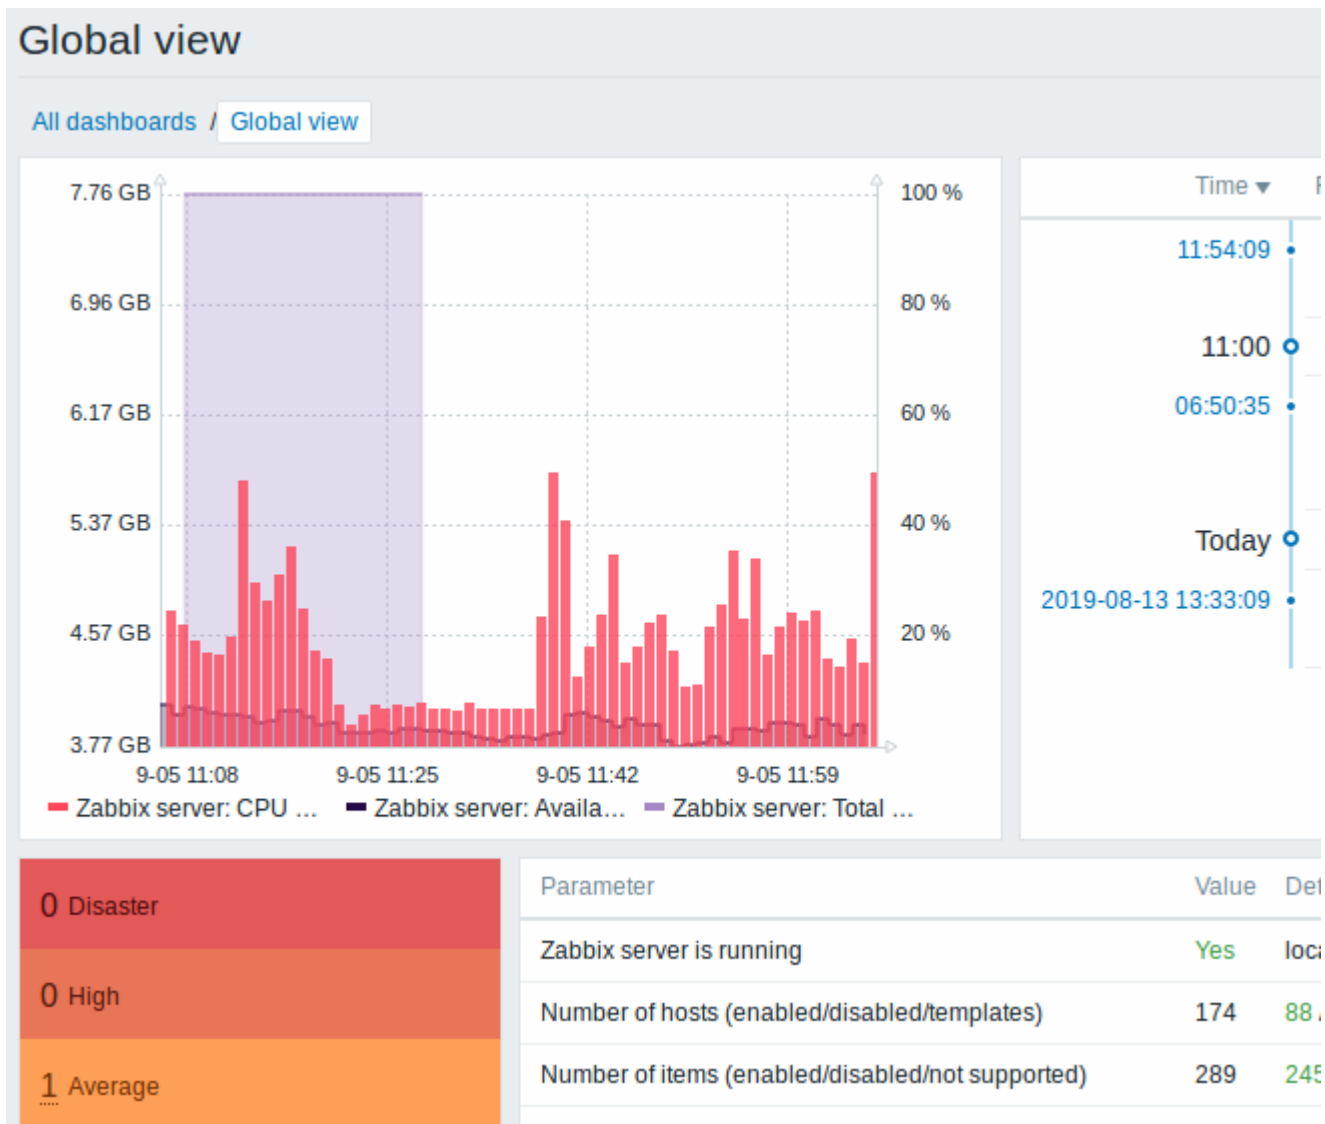 Global view
All dashboards / Global view
7.76 GB
6.96 GB
6.17 GB
5.37 GB
4.57 GB
3.77 GB
100 %
80 %
60 %
40 %
20 %
9-05 11:08 9-05 11:25 9-05 11:42 9-05 11:59
Zabbix server: CPU ... Zabbix server: Availa... Zabbix server: Total ...
Time ▼
11:54:09
11:00
06:50:35
Today
2019-08-13 13:33:09
0 Disaster
0 High
1 Average
Parameter Value
Zabbix server is running Yes
Number of hosts (enabled/disabled/templates) 174 88
Number of items (enabled/disabled/not supported) 289 245